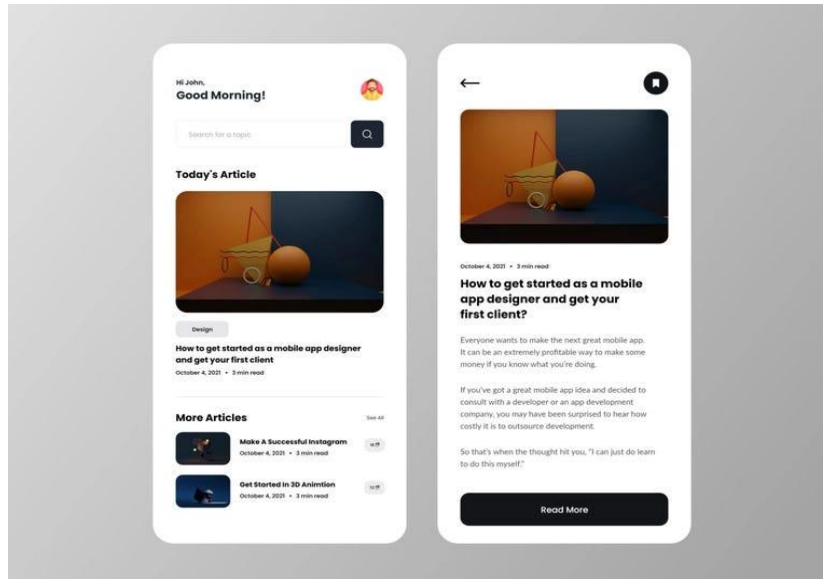 Hi John,
Good Morning!
Search for a topic
Today's Article
Design
How to get started as a mobile app designer
and get your first client
October 4, 2021 • 3 min read
More Articles
See All
Make A Successful Instagram
October 4, 2021 • 3 min read
Get Started In 3D Animtion
October 4, 2021 • 3 min read
October 4, 2021 • 3 min read
How to get started as a mobile
app designer and get your
first client?
Everyone wants to make the next great mobile app.
It can be an extremely profitable way to make some
money if you know what you're doing.
If you've got a great mobile app idea and decided to
consult with a developer or an app development
company, you may have been surprised to hear how
costly it is to outsource development.
So that's when the thought hit you, "I can just do learn
to do this myself."
Read More